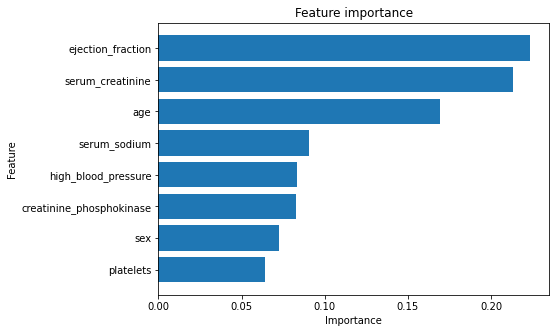 Feature importance
Feature
ejection_fraction
serum_creatinine
age
serum_sodium
high_blood_pressure
creatinine_phosphokinase
sex
platelets
0.00 0.05 0.10 0.15 0.20
Importance